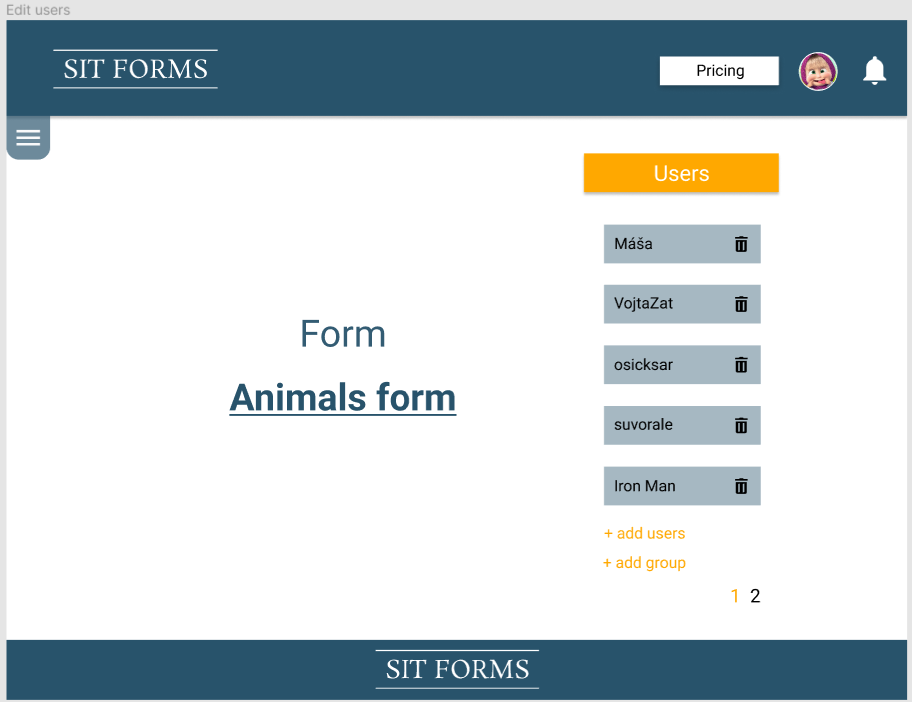 Edit users
SIT FORMS
Pricing
Users
Máša
VojtaZat
Form
osicksar
Animals form
suvorale
Iron Man
+ add users
+ add group
1 2
SIT FORMS